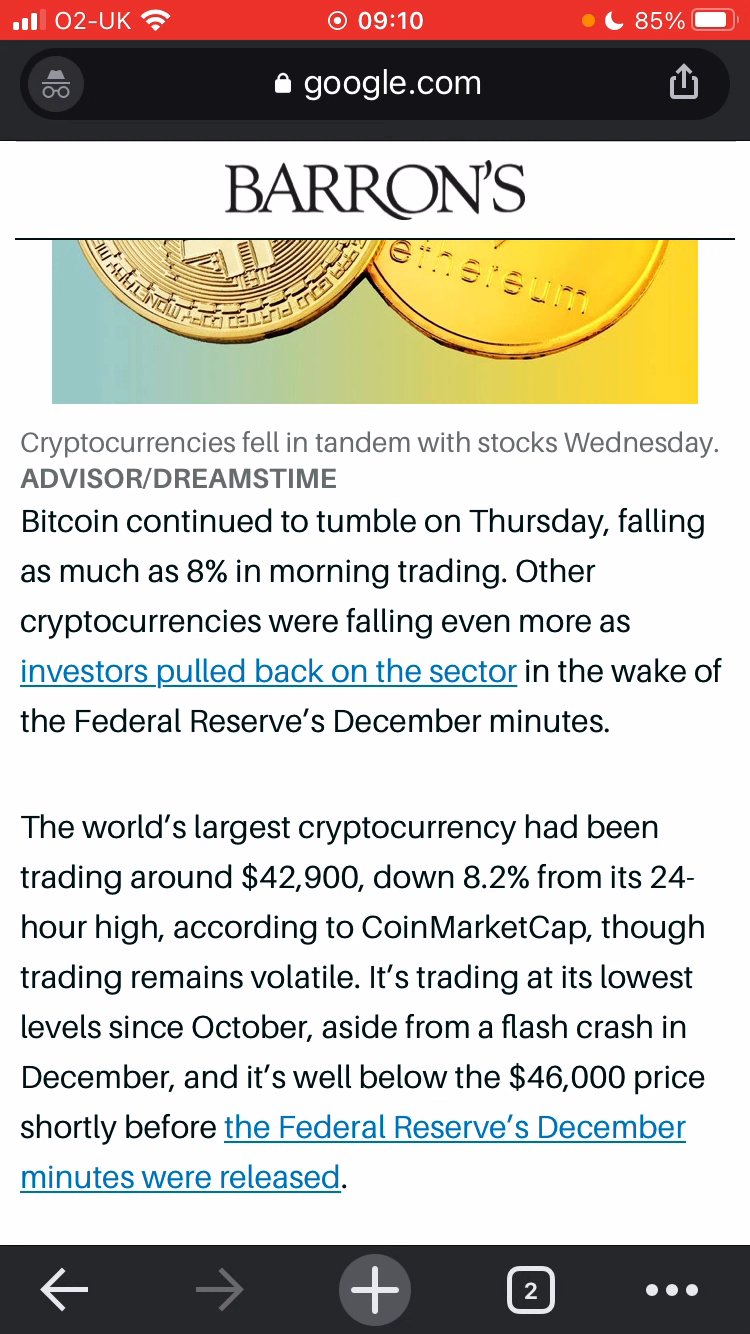 O2-UK 09:10 85%
google.com
BARRON'S
ethereum
Cryptocurrencies fell in tandem with stocks Wednesday.
ADVISOR/DREAMSTIME
Bitcoin continued to tumble on Thursday, falling
as much as 8% in morning trading. Other
cryptocurrencies were falling even more as
investors pulled back on the sector in the wake of
the Federal Reserve’s December minutes.
The world’s largest cryptocurrency had been
trading around $42,900, down 8.2% from its 24-
hour high, according to CoinMarketCap, though
trading remains volatile. It’s trading at its lowest
levels since October, aside from a flash crash in
December, and it’s well below the $46,000 price
shortly before the Federal Reserve’s December
minutes were released.
2